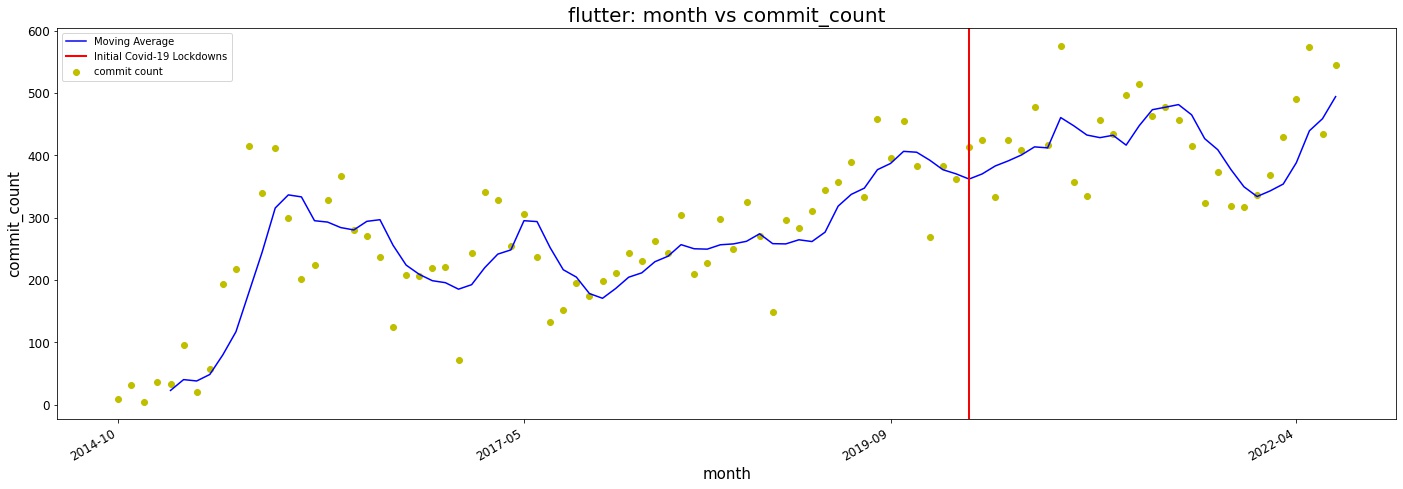 flutter: month vs commit_count
Moving Average
Initial Covid-19 Lockdowns
commit count
commit_count
600
500
400
300
200
100
0
2014-10
2017-05
2019-09
2022-04
month